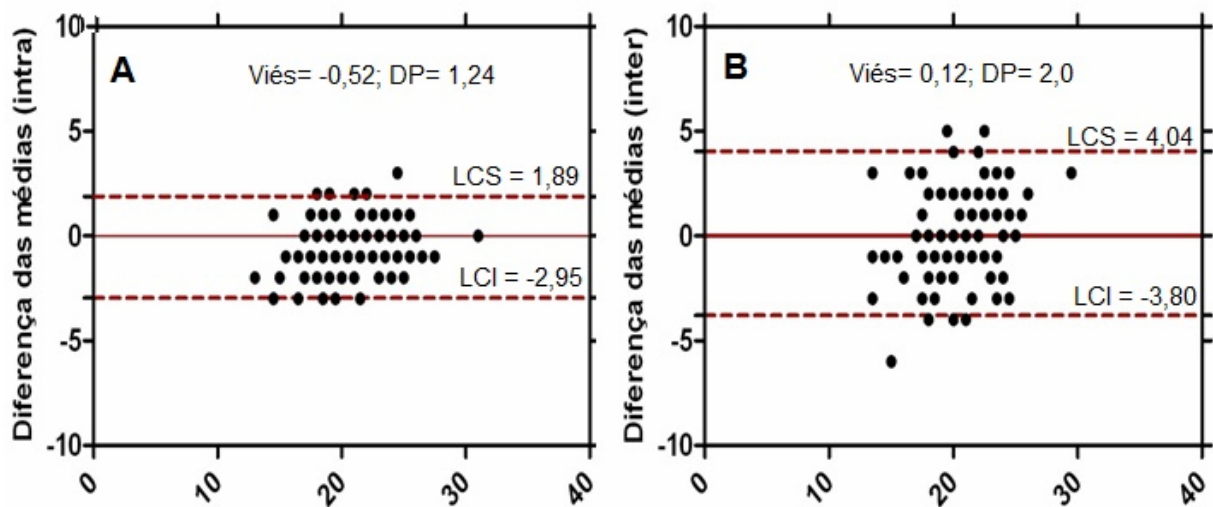 Diferença das médias (intra)
10
5
0
-5
-10
A
Viés= -0,52; DP= 1,24
LCS = 1,89
LCI = -2,95
0
10
20
30
40
Diferença das médias (inter)
10
5
0
-5
-10
B
Viés= 0,12; DP= 2,0
LCS = 4,04
LCI = -3,80
0
10
20
30
40